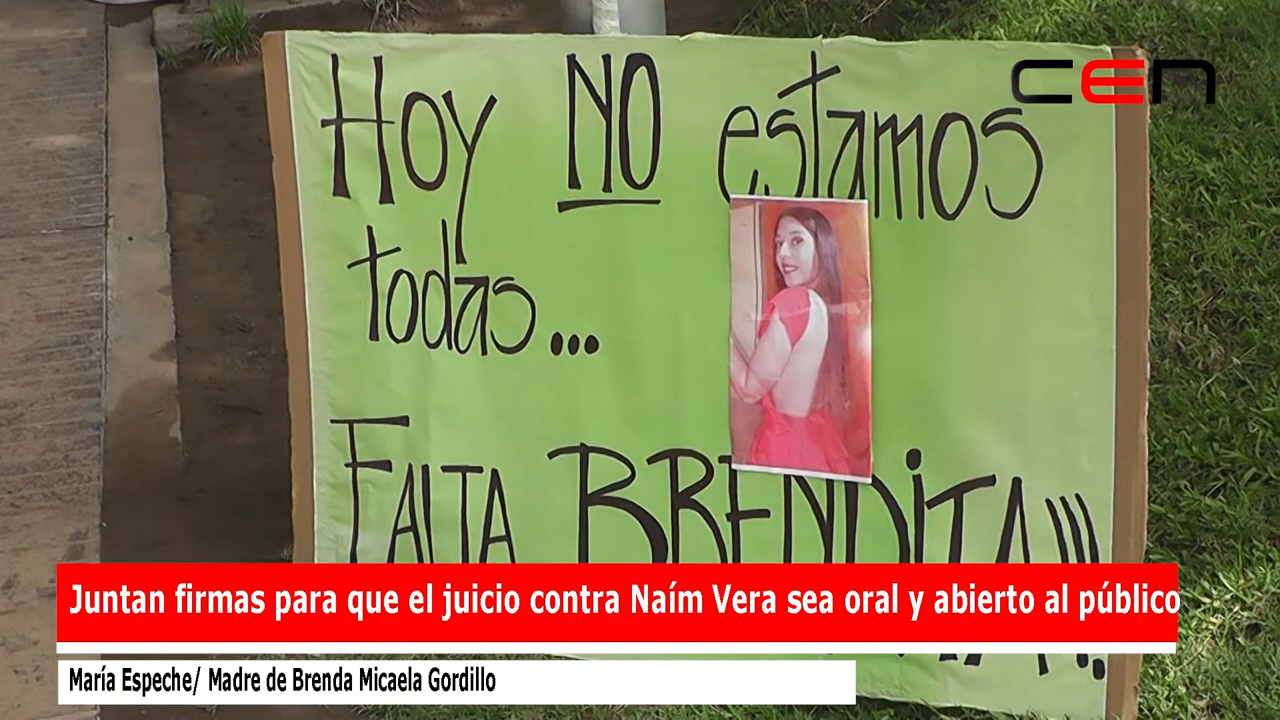 cen
Hoy NO estamos
todas...
FALTA BRENDITA!!!
Juntan firmas para que el juicio contra Naím Vera sea oral y abierto al público
María Espeche/ Madre de Brenda Micaela Gordillo